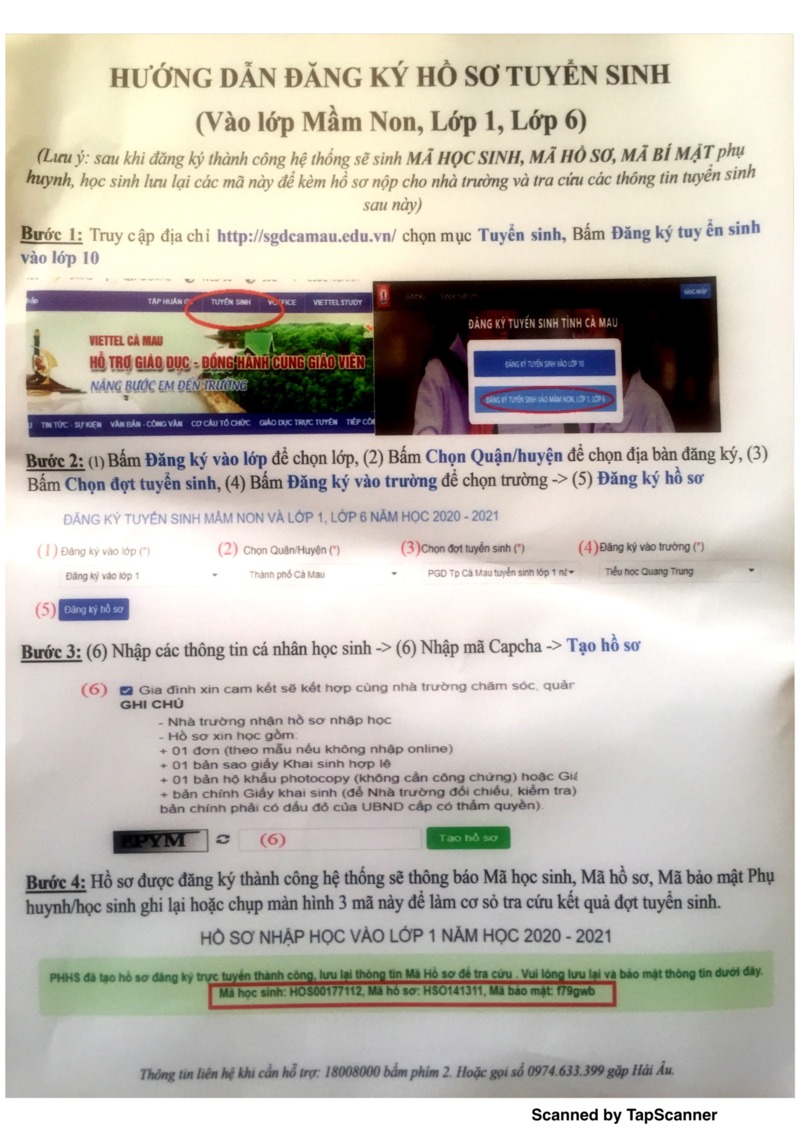 HƯỚNG DẪN ĐĂNG KÝ HỒ SƠ TUYỂN SINH
(Vào lớp Mầm Non, Lớp 1, Lớp 6)
(Lưu ý: sau khi đăng ký thành công hệ thống sẽ sinh MÃ HỌC SINH, MÃ HỒ SƠ, MÃ BÍ MẬT phụ
huynh, học sinh lưu lại các mã này để kèm hồ sơ nộp cho nhà trường và tra cứu các thông tin tuyển sinh
sau này)
Bước 1: Truy cập địa chỉ http://sgdcamau.edu.vn/ chọn mục Tuyển sinh, Bấm Đăng ký tuyển sinh
vào lớp 10
TẬP HUẤN TUYỂN SINH VOFFICE VIETTELSTUDY
VIETTEL CÀ MAU
HỖ TRỢ GIÁO DỤC - ĐỒNG HÀNH CÙNG GIÁO VIÊN
NÂNG BƯỚC EM ĐẾN TRƯỜNG
TIN TỨC - SỰ KIỆN VĂN BẢN - CÔNG VĂN CƠ CẤU TỔ CHỨC GIÁO DỤC TRỰC TUYẾN TIẾP CÔ
ĐĂNG NHẬP
ĐĂNG KÝ TUYỂN SINH TỈNH CÀ MAU
ĐĂNG KÝ TUYỂN SINH VÀO LỚP 10
ĐĂNG KÝ TUYỂN SINH VÀO MẦM NON, LỚP 1, LỚP 6
Bước 2: (1) Bấm Đăng ký vào lớp để chọn lớp, (2) Bấm Chọn Quận/huyện để chọn địa bàn đăng ký, (3)
Bấm Chọn đợt tuyển sinh, (4) Bấm Đăng ký vào trường để chọn trường -> (5) Đăng ký hồ sơ
ĐĂNG KÝ TUYỂN SINH MẦM NON VÀ LỚP 1, LỚP 6 NĂM HỌC 2020 - 2021
(1) Đăng ký vào lớp (*) (2) Chọn Quận/Huyện (*) (3) Chọn đợt tuyển sinh (*) (4) Đăng ký vào trường (*)
Đăng ký vào lớp 1 Thành phố Cà Mau PGD Tp Cà Mau tuyển sinh lớp 1 nă Tiểu học Quang Trung
(5) Đăng ký hồ sơ
Bước 3: (6) Nhập các thông tin cá nhân học sinh -> (6) Nhập mã Capcha -> Tạo hồ sơ
(6) Gia đình xin cam kết sẽ kết hợp cùng nhà trường chăm sóc, quản
GHI CHÚ
- Nhà trường nhận hồ sơ nhập học
- Hồ sơ xin học gồm:
+ 01 đơn (theo mẫu nếu không nhập online)
+ 01 bản sao giấy Khai sinh hợp lệ
+ 01 bản hộ khẩu photocopy (không cần công chứng) hoặc Giấ
+ bản chính Giấy khai sinh (để Nhà trường đối chiếu, kiểm tra)
bản chính phải có dấu đỏ của UBND cấp có thẩm quyền).
EPYM (6) Tạo hồ sơ
Bước 4: Hồ sơ được đăng ký thành công hệ thống sẽ thông báo Mã học sinh, Mã hồ sơ, Mã bảo mật Phụ
huynh/học sinh ghi lại hoặc chụp màn hình 3 mã này để làm cơ sỏ tra cứu kết quả đợt tuyển sinh.
HỒ SƠ NHẬP HỌC VÀO LỚP 1 NĂM HỌC 2020 - 2021
PHHS đã tạo hồ sơ đăng ký trực tuyến thành công, lưu lại thông tin Mã Hồ sơ để tra cứu . Vui lòng lưu lại và bảo mật thông tin dưới đây.
Mã học sinh: HOS00177112, Mã hồ sơ: HSO141311, Mã bảo mật: f79gwb
Thông tin liên hệ khi cần hỗ trợ: 18008000 bấm phím 2. Hoặc gọi số 0974.633.399 gặp Hải Âu.
Scanned by TapScanner